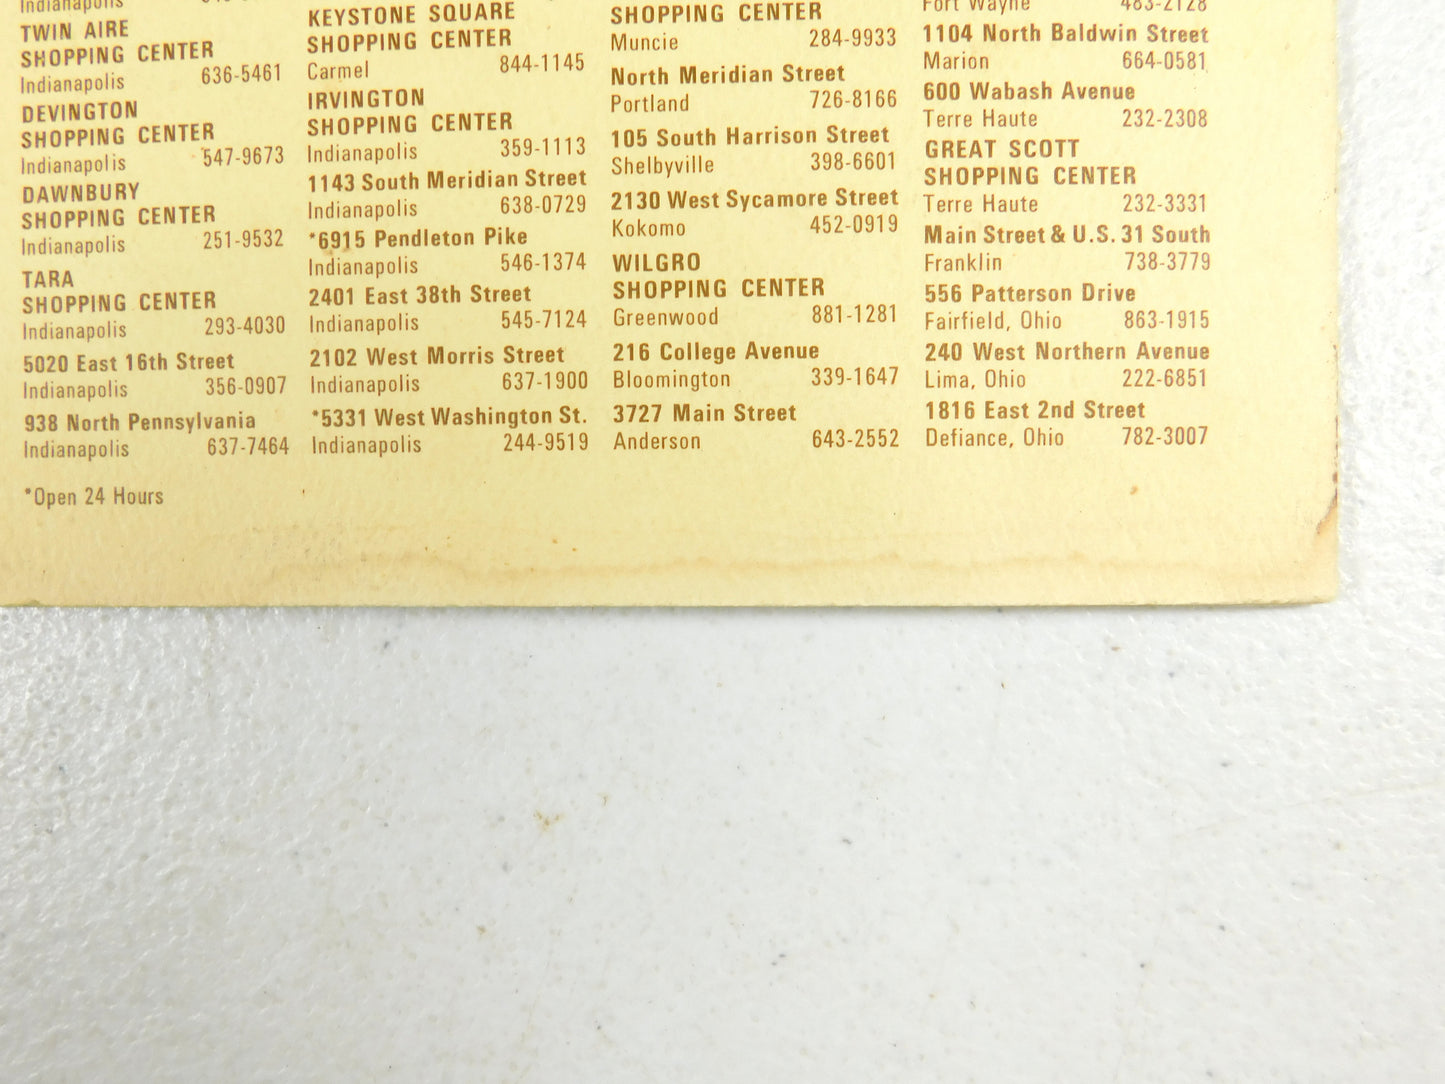 Indianapolis
TWIN AIRE
SHOPPING CENTER
Indianapolis 636-5461
DEVINGTON
SHOPPING CENTER
Indianapolis 547-9673
DAWNBURY
SHOPPING CENTER
Indianapolis 251-9532
TARA
SHOPPING CENTER
Indianapolis 293-4030
5020 East 16th Street
Indianapolis 356-0907
938 North Pennsylvania
Indianapolis 637-7464
*Open 24 Hours
KEYSTONE SQUARE
SHOPPING CENTER
Carmel 844-1145
IRVINGTON
SHOPPING CENTER
Indianapolis 359-1113
1143 South Meridian Street
Indianapolis 638-0729
*6915 Pendleton Pike
Indianapolis 546-1374
2401 East 38th Street
Indianapolis 545-7124
2102 West Morris Street
Indianapolis 637-1900
*5331 West Washington St.
Indianapolis 244-9519
SHOPPING CENTER
Muncie 284-9933
North Meridian Street
Portland 726-8166
105 South Harrison Street
Shelbyville 398-6601
2130 West Sycamore Street
Kokomo 452-0919
WILGRO
SHOPPING CENTER
Greenwood 881-1281
216 College Avenue
Bloomington 339-1647
3727 Main Street
Anderson 643-2552
Fort Wayne 483-2128
1104 North Baldwin Street
Marion 664-0581
600 Wabash Avenue
Terre Haute 232-2308
GREAT SCOTT
SHOPPING CENTER
Terre Haute 232-3331
Main Street & U.S. 31 South
Franklin 738-3779
556 Patterson Drive
Fairfield, Ohio 863-1915
240 West Northern Avenue
Lima, Ohio 222-6851
1816 East 2nd Street
Defiance, Ohio 782-3007